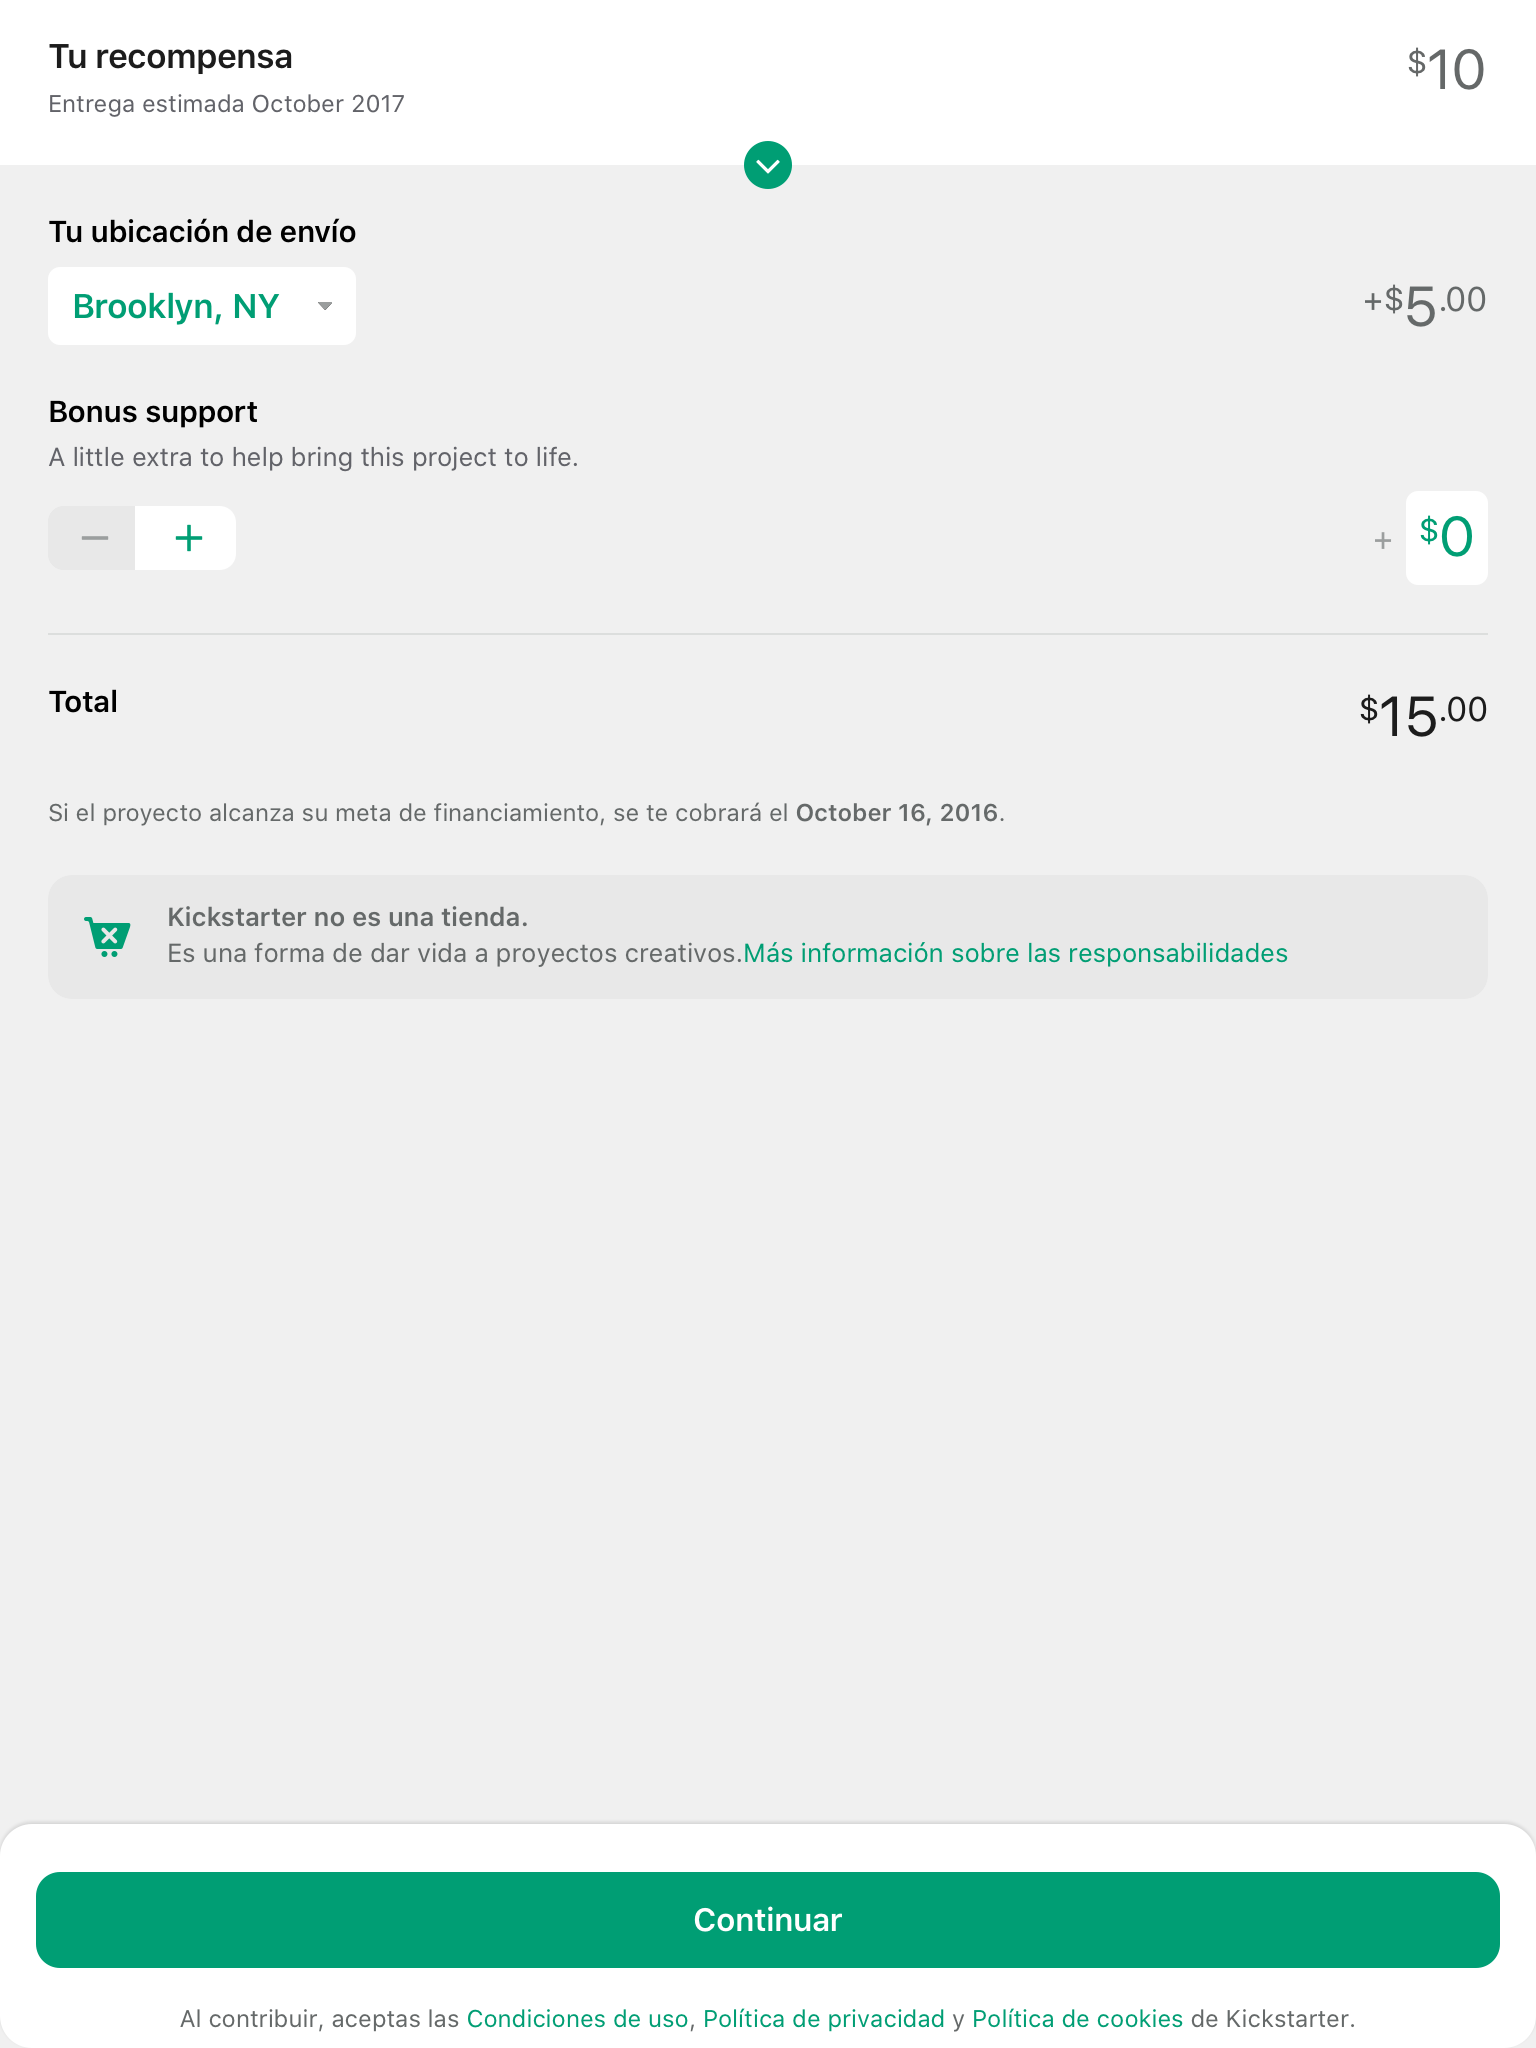 Tu recompensa
$10
Entrega estimada October 2017
Tu ubicación de envío
Brooklyn, NY
+$5.00
Bonus support
A little extra to help bring this project to life.
− +
+ $0
Total
$15.00
Si el proyecto alcanza su meta de financiamiento, se te cobrará el October 16, 2016.
Kickstarter no es una tienda.
Es una forma de dar vida a proyectos creativos.Más información sobre las responsabilidades
Continuar
Al contribuir, aceptas las Condiciones de uso, Política de privacidad y Política de cookies de Kickstarter.